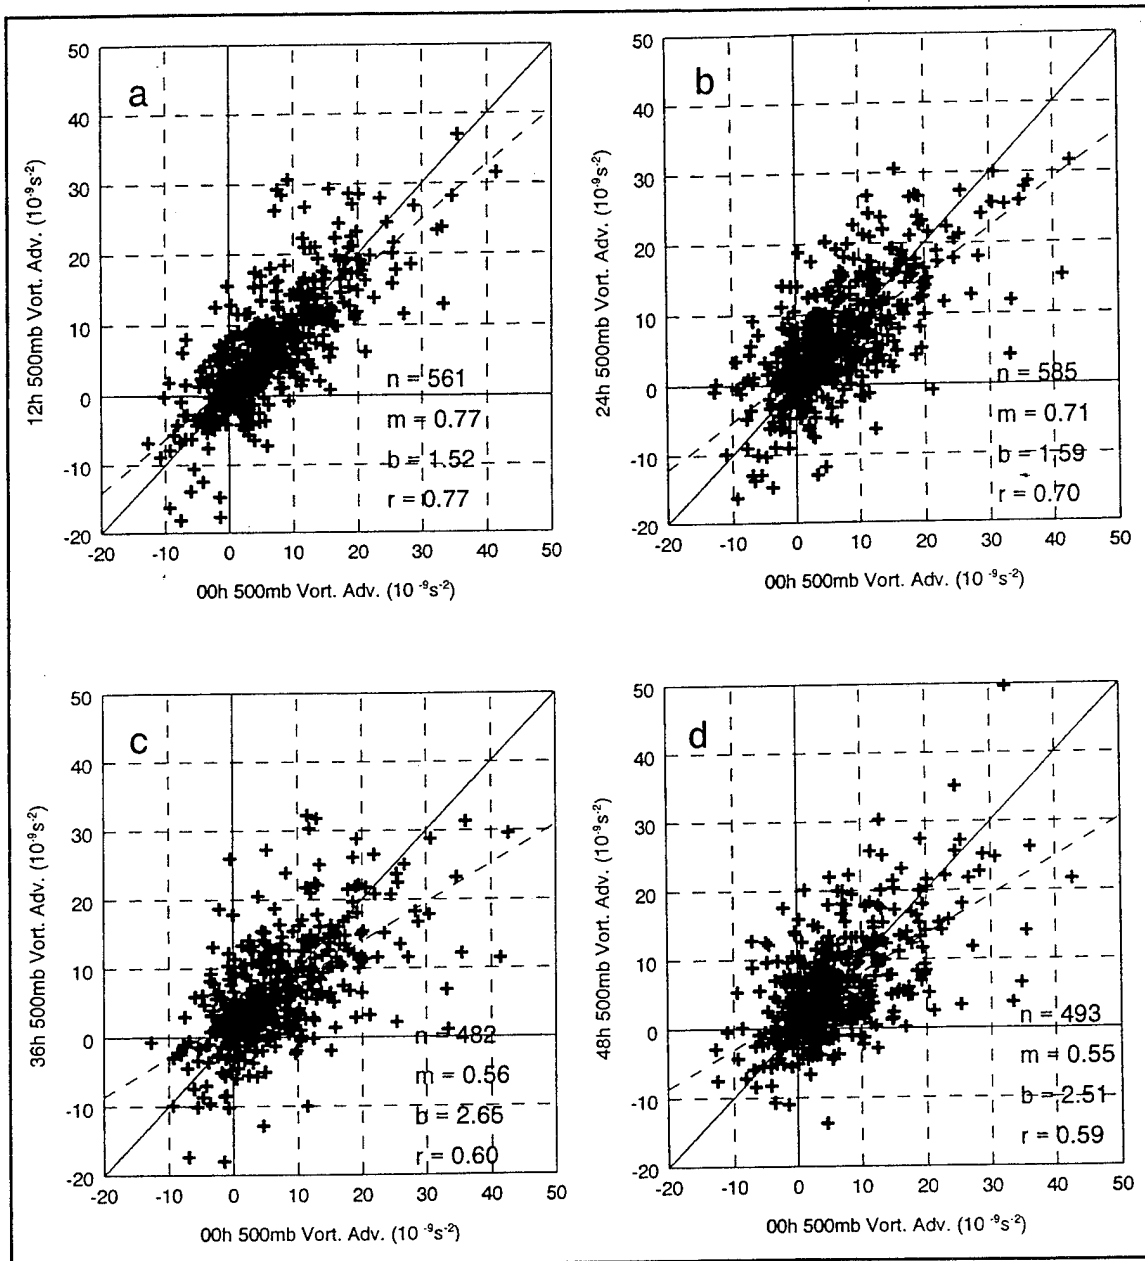 a
12h 500mb Vort. Adv. (10⁻⁹s⁻²)
50
40
30
20
10
0
-10
-20
n = 561
m = 0.77
b = 1.52
r = 0.77
-20 -10 0 10 20 30 40 50
00h 500mb Vort. Adv. (10⁻⁹s⁻²)
b
24h 500mb Vort. Adv. (10⁻⁹s⁻²)
50
40
30
20
10
0
-10
-20
n = 585
m = 0.71
b = 1.59
r = 0.70
-20 -10 0 10 20 30 40 50
00h 500mb Vort. Adv. (10⁻⁹s⁻²)
c
36h 500mb Vort. Adv. (10⁻⁹s⁻²)
50
40
30
20
10
0
-10
-20
n = 482
m = 0.56
b = 2.65
r = 0.60
-20 -10 0 10 20 30 40 50
00h 500mb Vort. Adv. (10⁻⁹s⁻²)
d
48h 500mb Vort. Adv. (10⁻⁹s⁻²)
50
40
30
20
10
0
-10
-20
n = 493
m = 0.55
b = 2.51
r = 0.59
-20 -10 0 10 20 30 40 50
00h 500mb Vort. Adv. (10⁻⁹s⁻²)